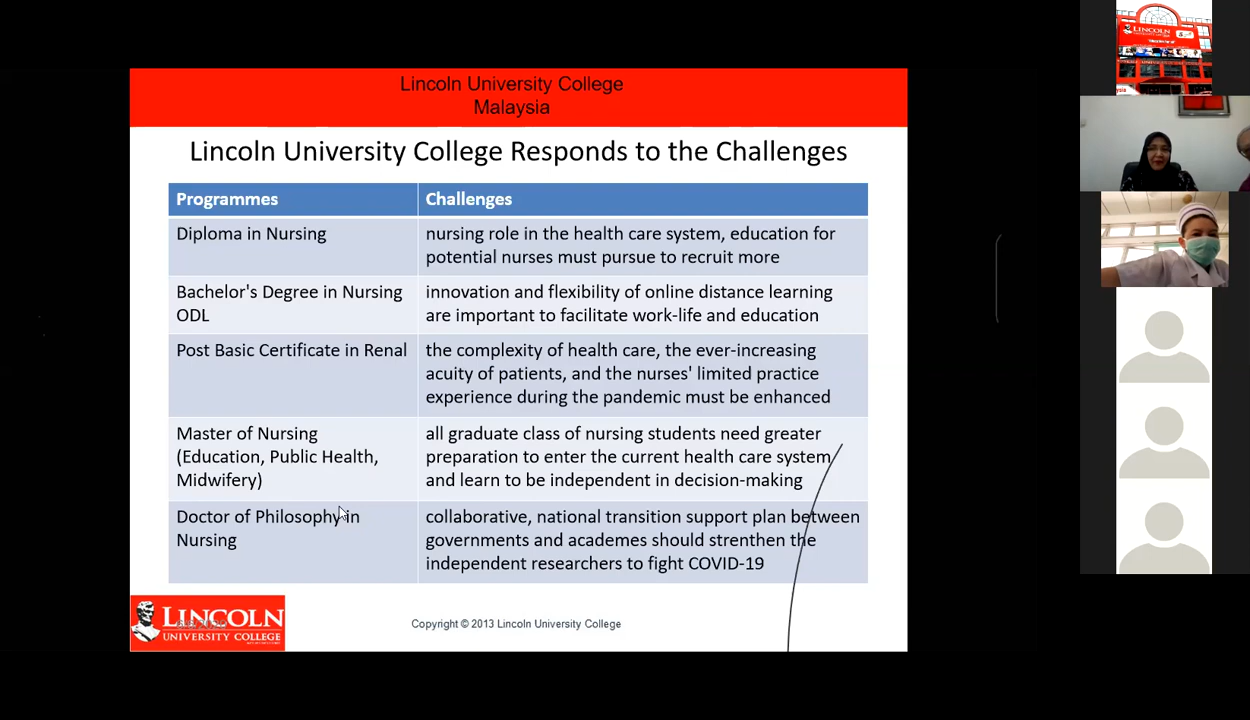 Lincoln University College
Malaysia
Lincoln University College Responds to the Challenges
Programmes
Challenges
Diploma in Nursing
nursing role in the health care system, education for
potential nurses must pursue to recruit more
Bachelor's Degree in Nursing
ODL
innovation and flexibility of online distance learning
are important to facilitate work-life and education
Post Basic Certificate in Renal
the complexity of health care, the ever-increasing
acuity of patients, and the nurses' limited practice
experience during the pandemic must be enhanced
Master of Nursing
(Education, Public Health,
Midwifery)
all graduate class of nursing students need greater
preparation to enter the current health care system
and learn to be independent in decision-making
Doctor of Philosophy in
Nursing
collaborative, national transition support plan between
governments and academes should strenthen the
independent researchers to fight COVID-19
LINCOLN
UNIVERSITY COLLEGE
Copyright © 2013 Lincoln University College
LINCOLN